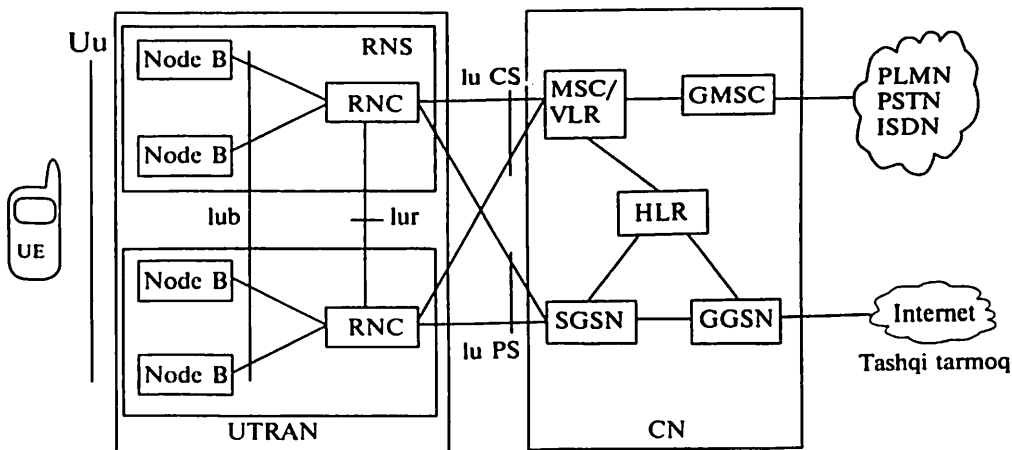 Uu
Node B
RNS
RNC
Node B
Iu CS
MSC/
VLR
GMSC
PLMN
PSTN
ISDN
UE
Iub
Iur
HLR
Node B
RNC
Node B
Iu PS
SGSN
GGSN
Internet
Tashqi tarmoq
UTRAN
CN